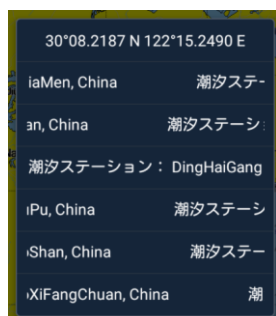 30°08.2187 N 122°15.2490 E
iaMen, China 潮汐ステー
an, China 潮汐ステーシ
潮汐ステーション： DingHaiGang
ıPu, China 潮汐ステーシ
Shan, China 潮汐ステー
XiFangChuan, China 潮